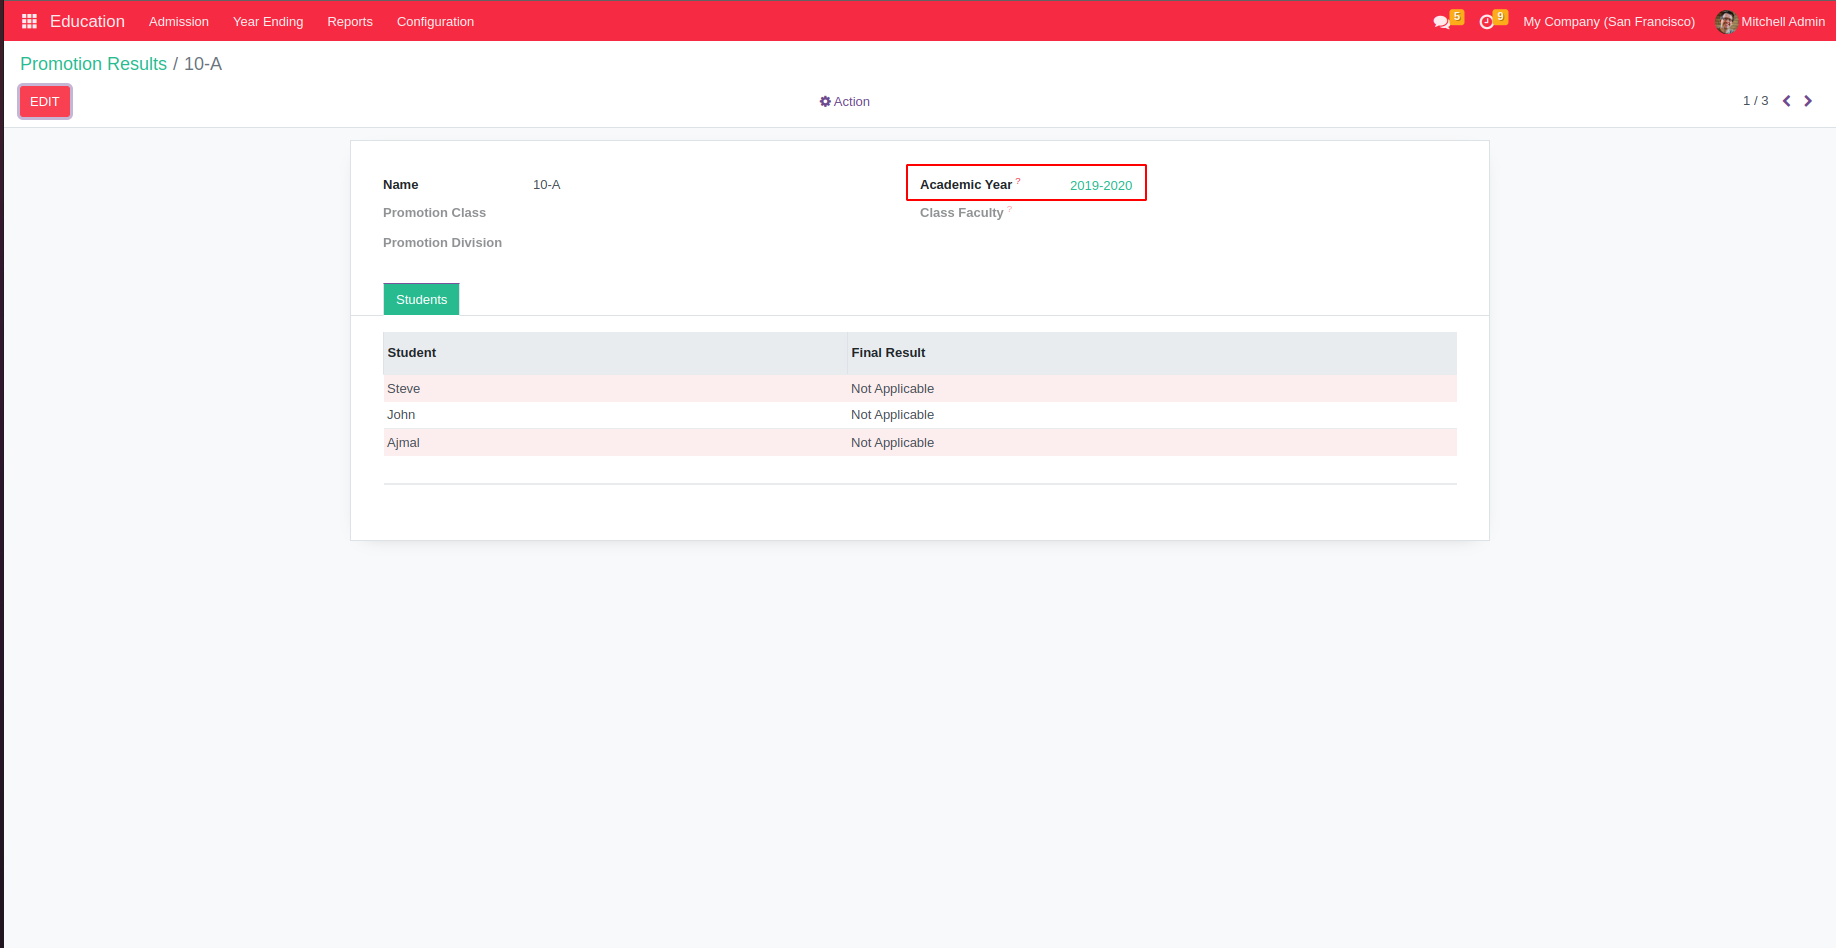 Education Admission Year Ending Reports Configuration 5 9 My Company (San Francisco) Mitchell Admin
Promotion Results / 10-A
EDIT Action 1 / 3
Name 10-A Academic Year ? 2019-2020
Promotion Class Class Faculty ?
Promotion Division
Students
Student Final Result
Steve Not Applicable
John Not Applicable
Ajmal Not Applicable